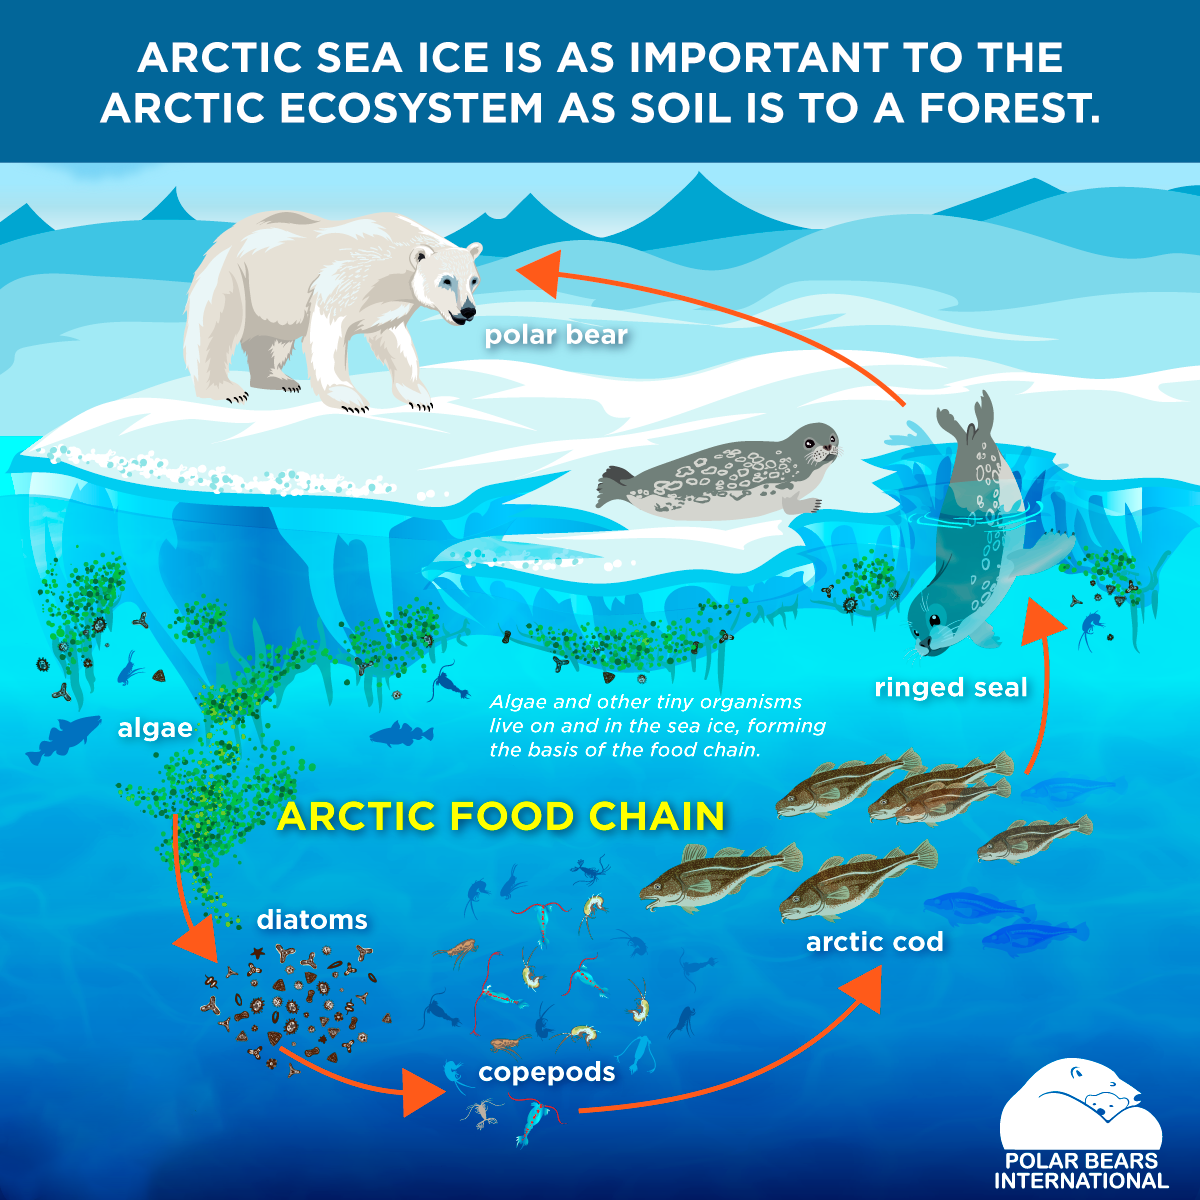 ARCTIC SEA ICE IS AS IMPORTANT TO THE
ARCTIC ECOSYSTEM AS SOIL IS TO A FOREST.
polar bear
ringed seal
Algae and other tiny organisms
live on and in the sea ice, forming
the basis of the food chain.
algae
ARCTIC FOOD CHAIN
diatoms
arctic cod
copepods
POLAR BEARS
INTERNATIONAL